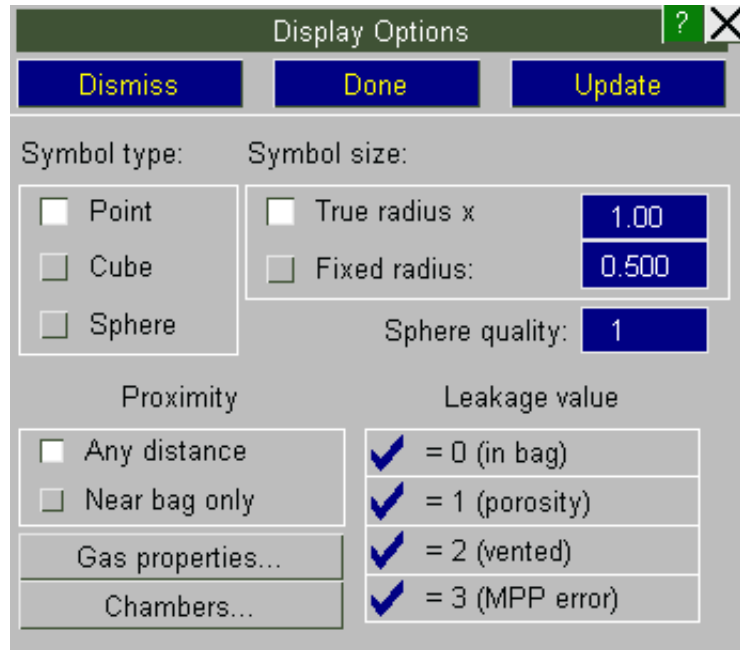 Display Options ?
Dismiss Done Update
Symbol type: Symbol size:
Point True radius x 1.00
Cube Fixed radius: 0.500
Sphere Sphere quality: 1
Proximity Leakage value
Any distance = 0 (in bag)
Near bag only = 1 (porosity)
Gas properties... = 2 (vented)
Chambers... = 3 (MPP error)